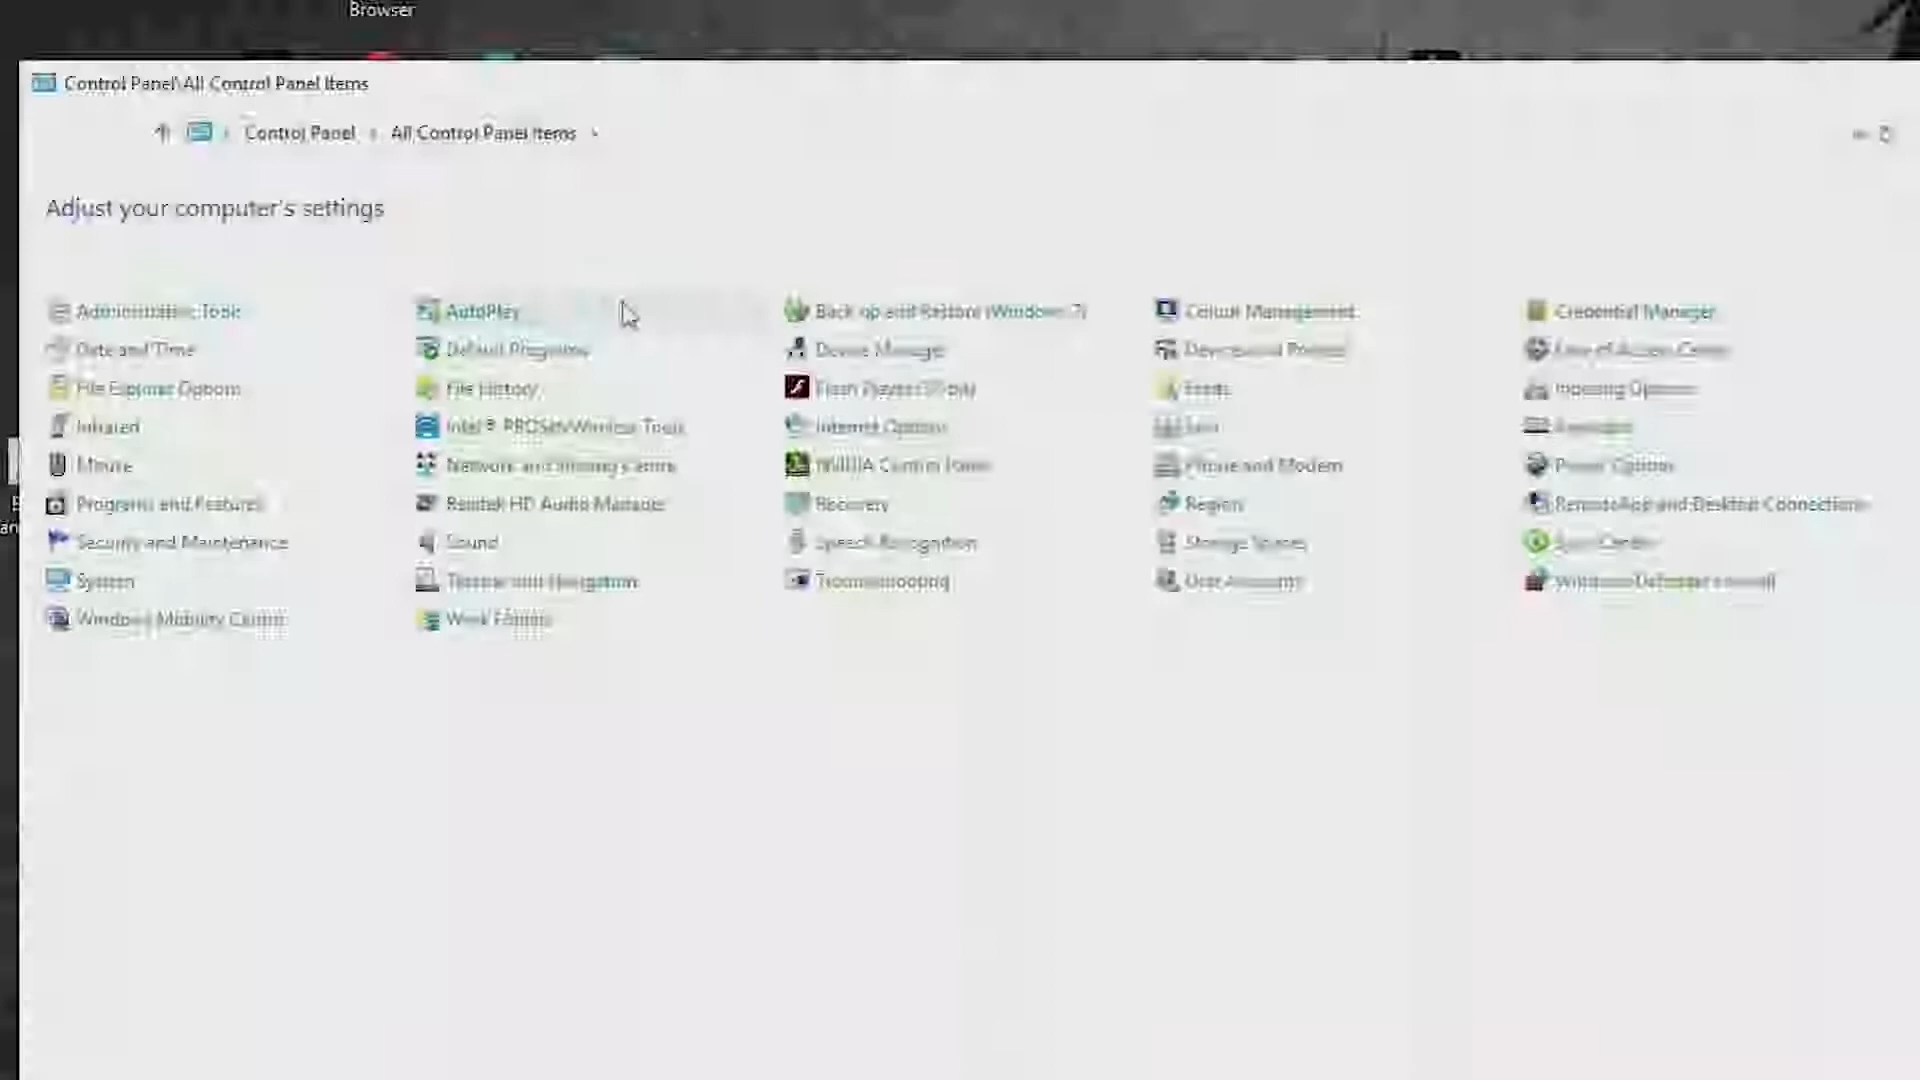 Browser
Control Panel\All Control Panel Items
Control Panel › All Control Panel Items ›
Adjust your computer's settings
Administrative Tools
AutoPlay
Backup and Restore (Windows 7)
Colour Management
Credential Manager
Date and Time
Default Programs
Device Manager
Devices and Printers
Ease of Access Center
File Explorer Options
File History
Flash Player (32-bit)
Fonts
Indexing Options
Infrared
Intel® PROSet/Wireless Tools
Internet Options
Keyboard
Mouse
Network and Sharing Centre
NVIDIA Control Panel
Phone and Modem
Power Options
Programs and Features
Realtek HD Audio Manager
Recovery
Region
RemoteApp and Desktop Connections
Security and Maintenance
Sound
Speech Recognition
Storage Spaces
Sync Center
System
Taskbar and Navigation
Troubleshooting
User Accounts
Windows Defender Firewall
Windows Mobility Centre
Work Folders